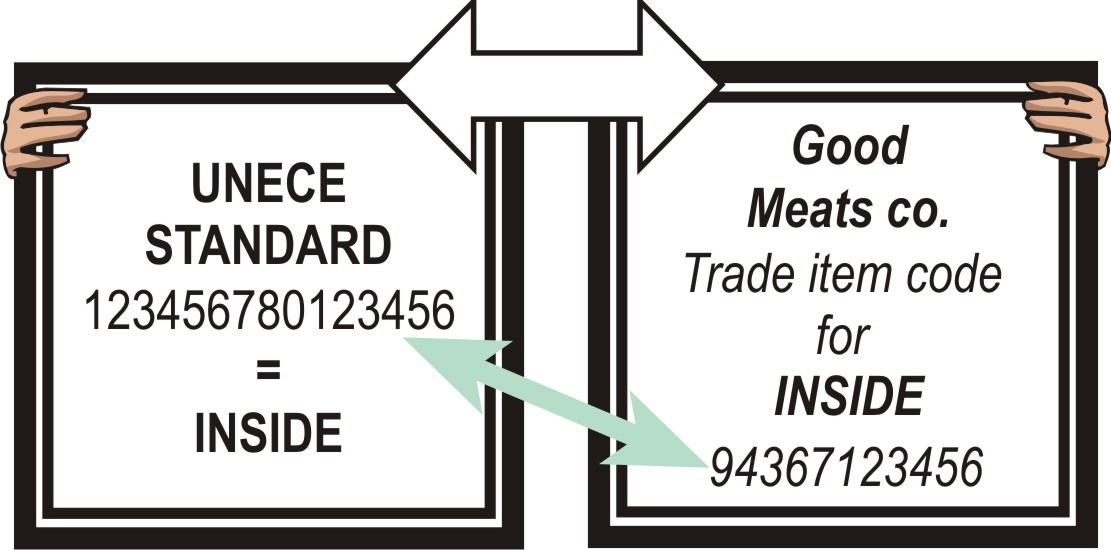 UNECE
STANDARD
123456780123456
=
INSIDE
Good
Meats co.
Trade item code
for
INSIDE
94367123456